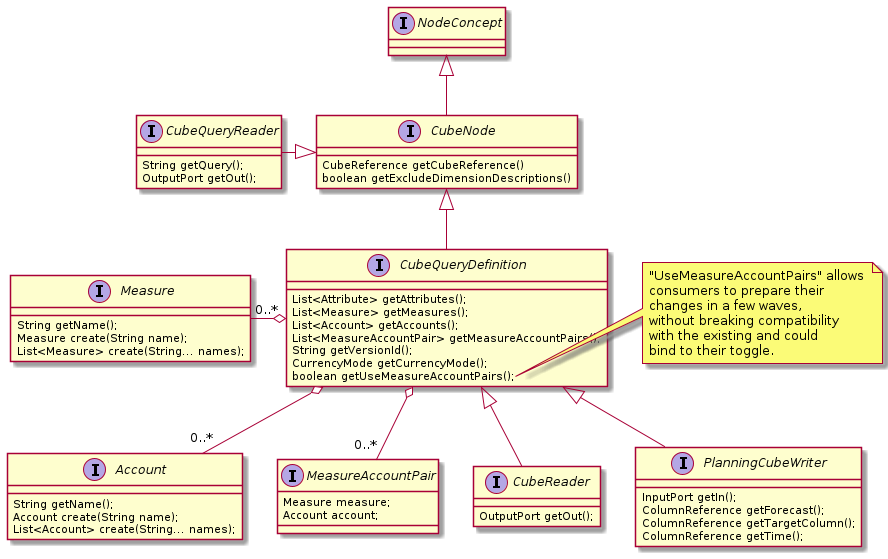 I NodeConcept
I CubeQueryReader
String getQuery();
OutputPort getOut();
I CubeNode
CubeReference getCubeReference()
boolean getExcludeDimensionDescriptions()
I Measure
String getName();
Measure create(String name);
List<Measure> create(String... names);
0..*
I CubeQueryDefinition
List<Attribute> getAttributes();
List<Measure> getMeasures();
List<Account> getAccounts();
List<MeasureAccountPair> getMeasureAccountPairs();
String getVersionId();
CurrencyMode getCurrencyMode();
boolean getUseMeasureAccountPairs();
"UseMeasureAccountPairs" allows
consumers to prepare their
changes in a few waves,
without breaking compatibility
with the existing and could
bind to their toggle.
0..*
0..*
I Account
String getName();
Account create(String name);
List<Account> create(String... names);
I MeasureAccountPair
Measure measure;
Account account;
I CubeReader
OutputPort getOut();
I PlanningCubeWriter
InputPort getIn();
ColumnReference getForecast();
ColumnReference getTargetColumn();
ColumnReference getTime();